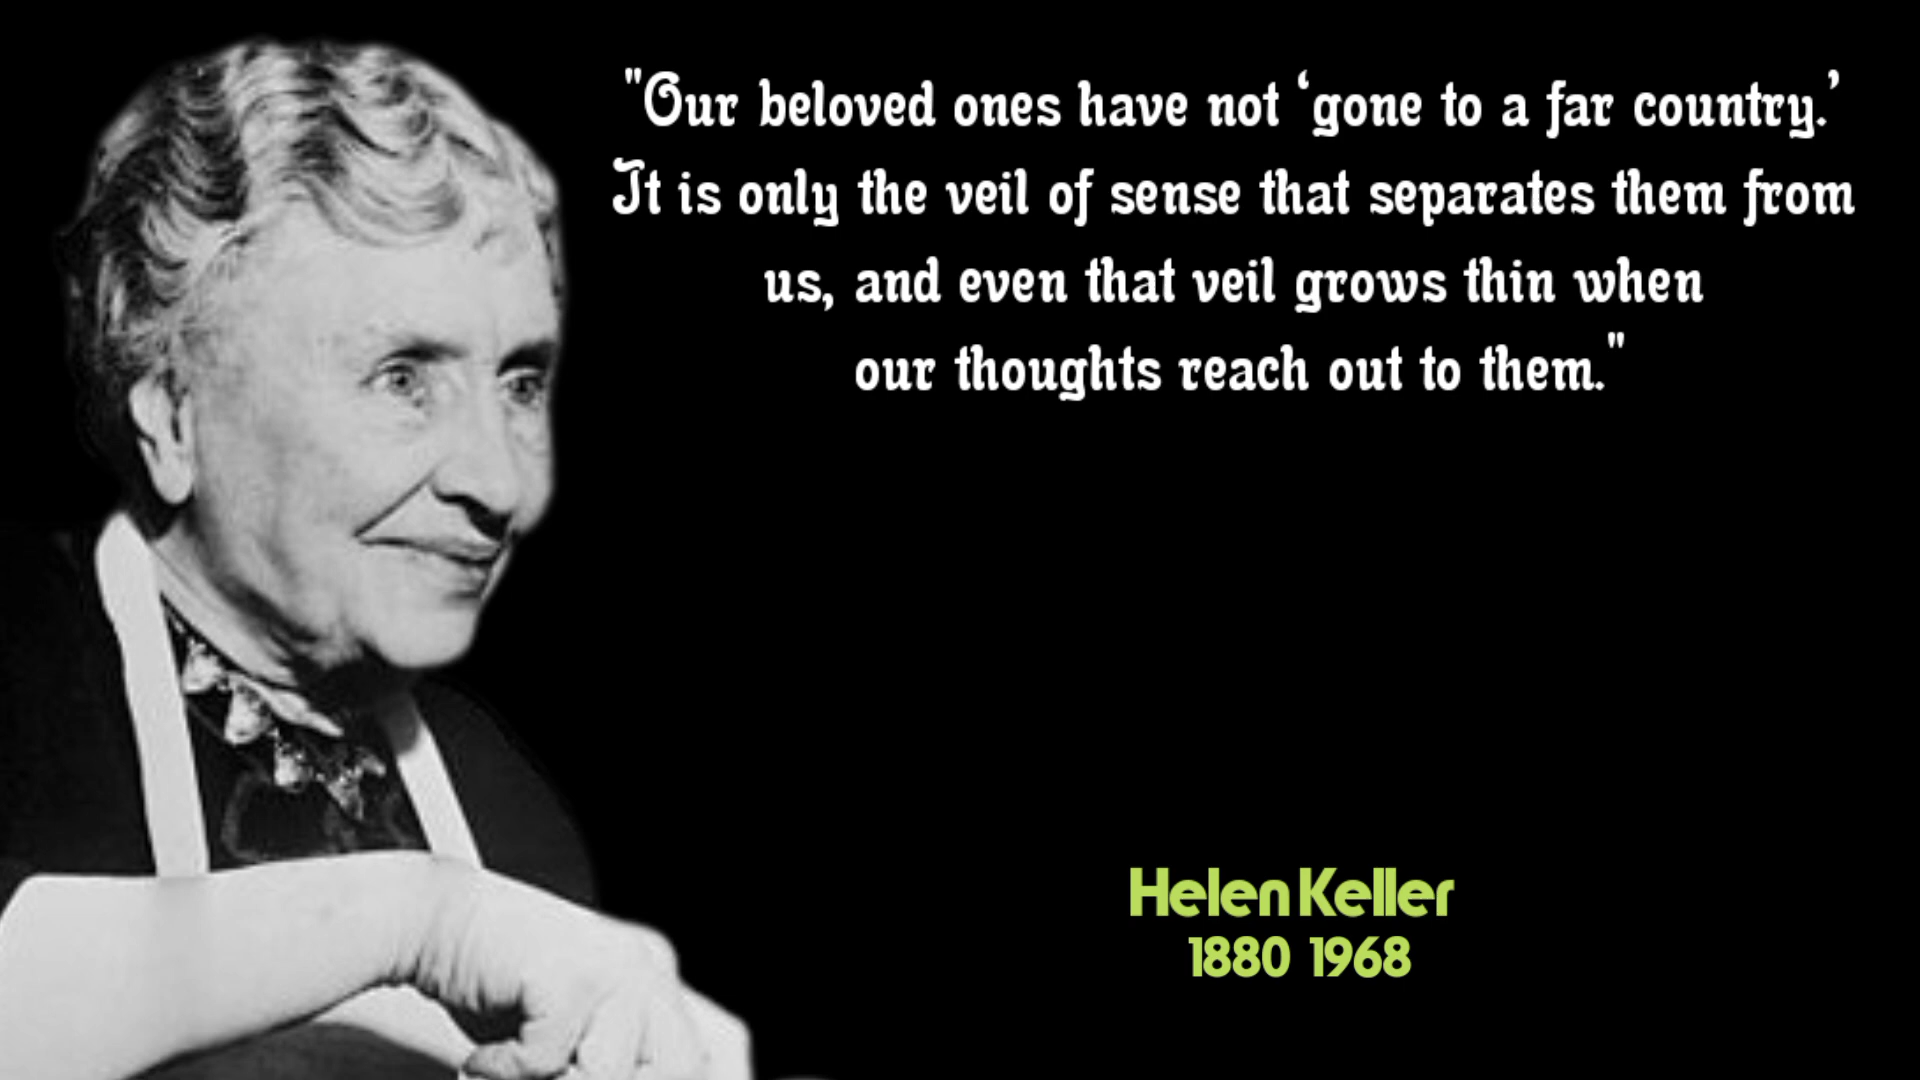 "Our beloved ones have not ‘gone to a far country.’
It is only the veil of sense that separates them from
us, and even that veil grows thin when
our thoughts reach out to them."
Helen Keller
1880 1968